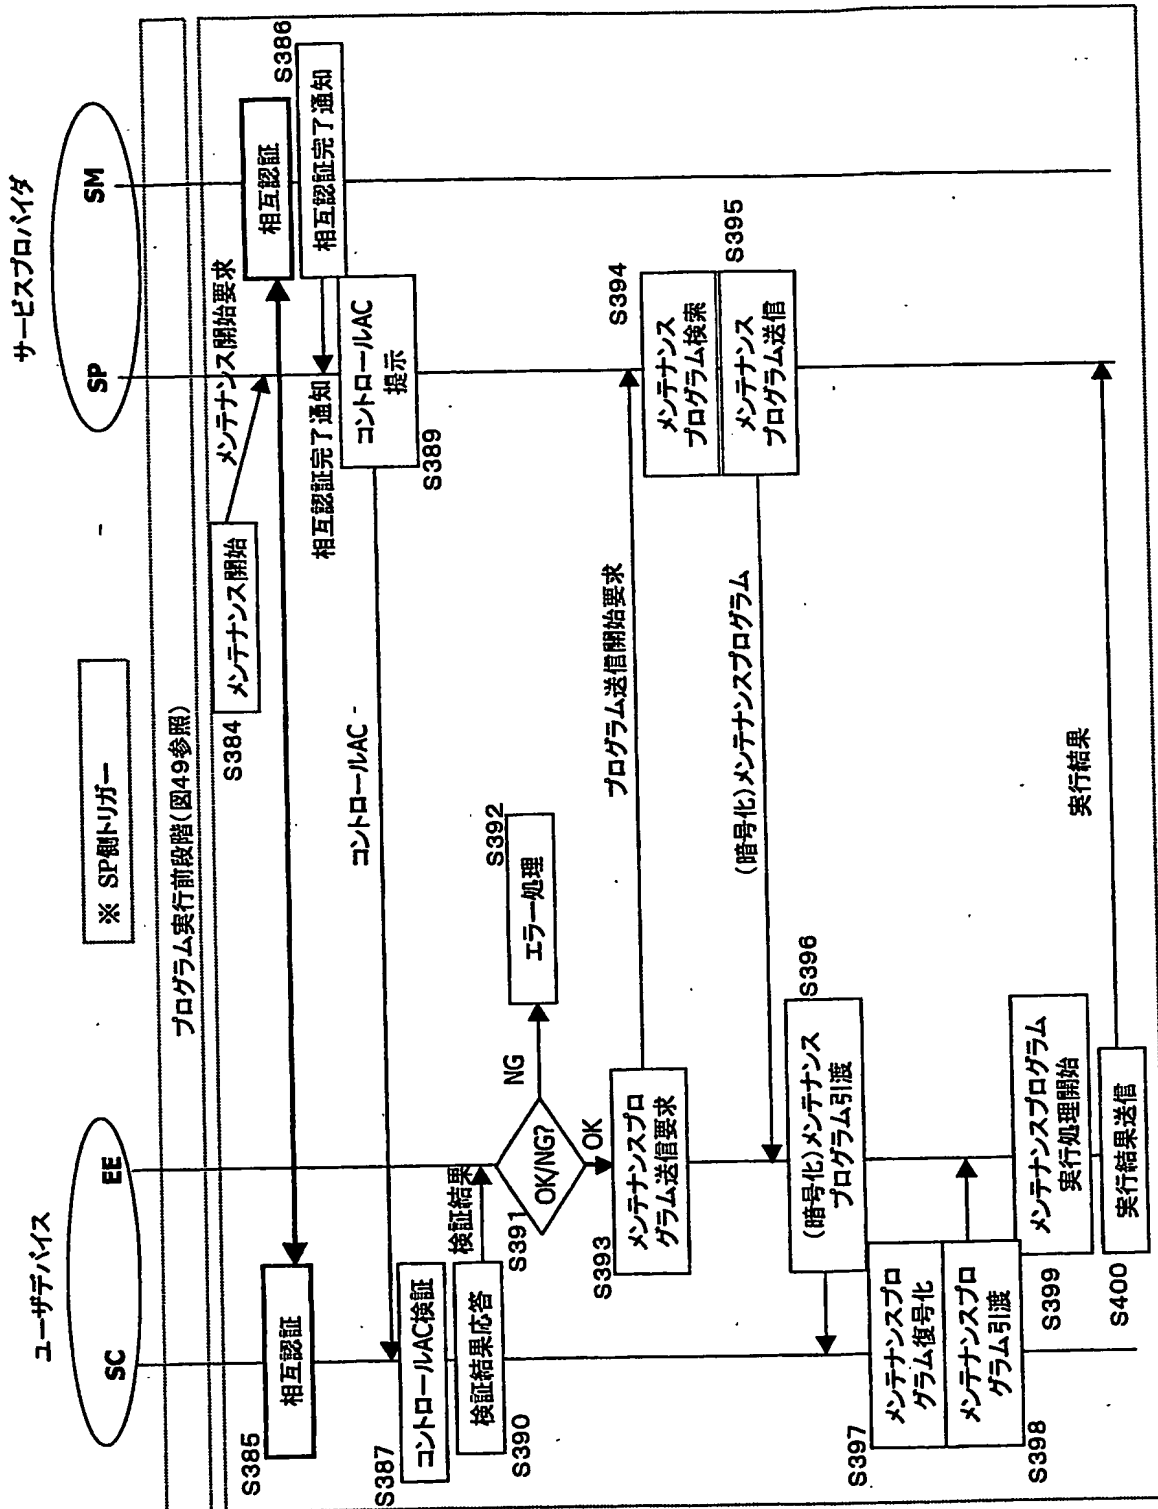 ユーザデバイス
サービスプロバイダ
※ SP側トリガー
SC
EE
SP
SM
プログラム実行前段階(図49参照)
S384
メンテナンス開始
メンテナンス開始要求
S385
相互認証
相互認証
S386
相互認証完了通知
相互認証完了通知
コントロールAC
提示
S389
コントロールAC
S387
コントロールAC検証
S390
検証結果応答
検証結果
S391
OK/NG?
NG
OK
S392
エラー処理
S393
メンテナンスプロ
グラム送信要求
プログラム送信開始要求
S394
メンテナンス
プログラム検索
S395
メンテナンス
プログラム送信
(暗号化)メンテナンスプログラム
S396
(暗号化)メンテナンス
プログラム引渡
S397
メンテナンスプロ
グラム復号化
S398
メンテナンスプロ
グラム引渡
S399
メンテナンスプログラム
実行処理開始
S400
実行結果送信
実行結果